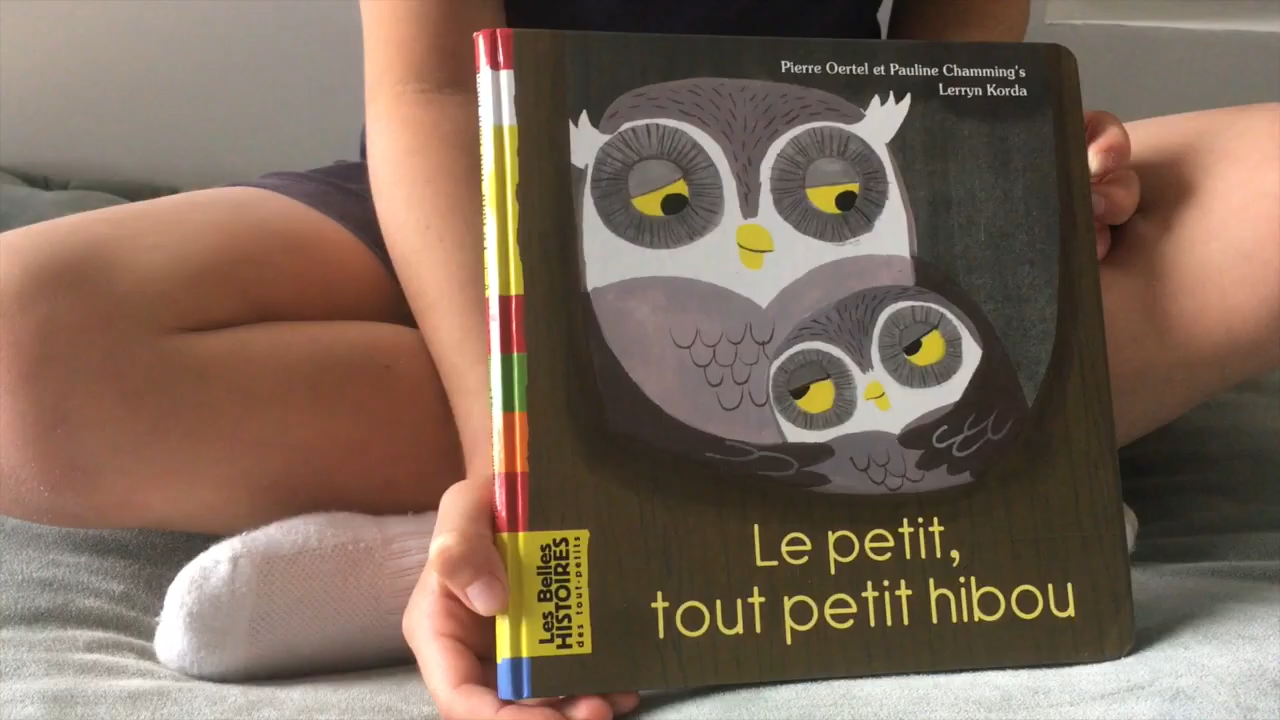 Pierre Oertel et Pauline Chamming's
Lerryn Korda
Le petit,
tout petit hibou
Les Belles
HISTOIRES
des tout-petits